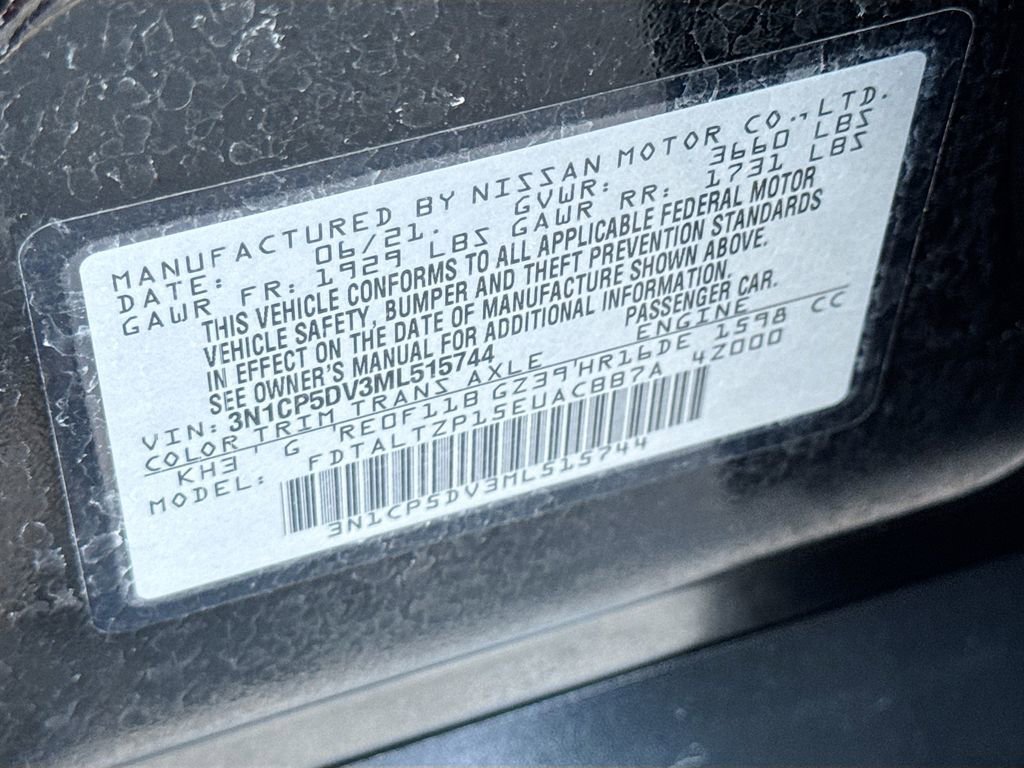 MANUFACTURED BY NISSAN MOTOR CO.,LTD.
DATE: 06/21. GVWR: 3660 LBS
GAWR FR: 1929 LBS GAWR RR: 1731 LBS
THIS VEHICLE CONFORMS TO ALL APPLICABLE FEDERAL MOTOR
VEHICLE SAFETY, BUMPER AND THEFT PREVENTION STANDARDS
IN EFFECT ON THE DATE OF MANUFACTURE SHOWN ABOVE.
SEE OWNER'S MANUAL FOR ADDITIONAL INFORMATION.
VIN: 3N1CP5DV3ML515744 PASSENGER CAR.
COLOR TRIM TRANS AXLE ENGINE
KH3 ' G 'RE0F11B GZ39'HR16DE 1598 CC
MODEL: FDTALTZP15EUACBB7A 4Z000
3N1CP5DV3ML515744